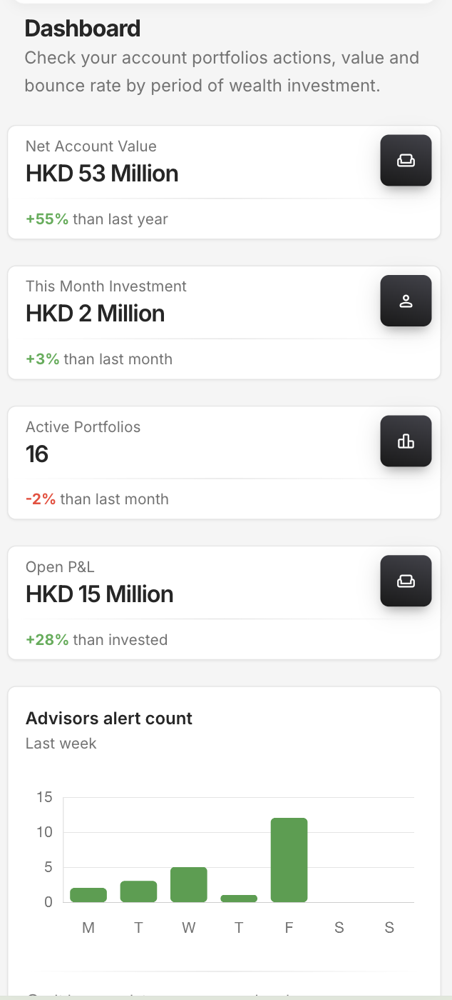 Dashboard
Check your account portfolios actions, value and
bounce rate by period of wealth investment.
Net Account Value
HKD 53 Million
+55% than last year
This Month Investment
HKD 2 Million
+3% than last month
Active Portfolios
16
-2% than last month
Open P&L
HKD 15 Million
+28% than invested
Advisors alert count
Last week
15
10
5
0
M T W T F S S